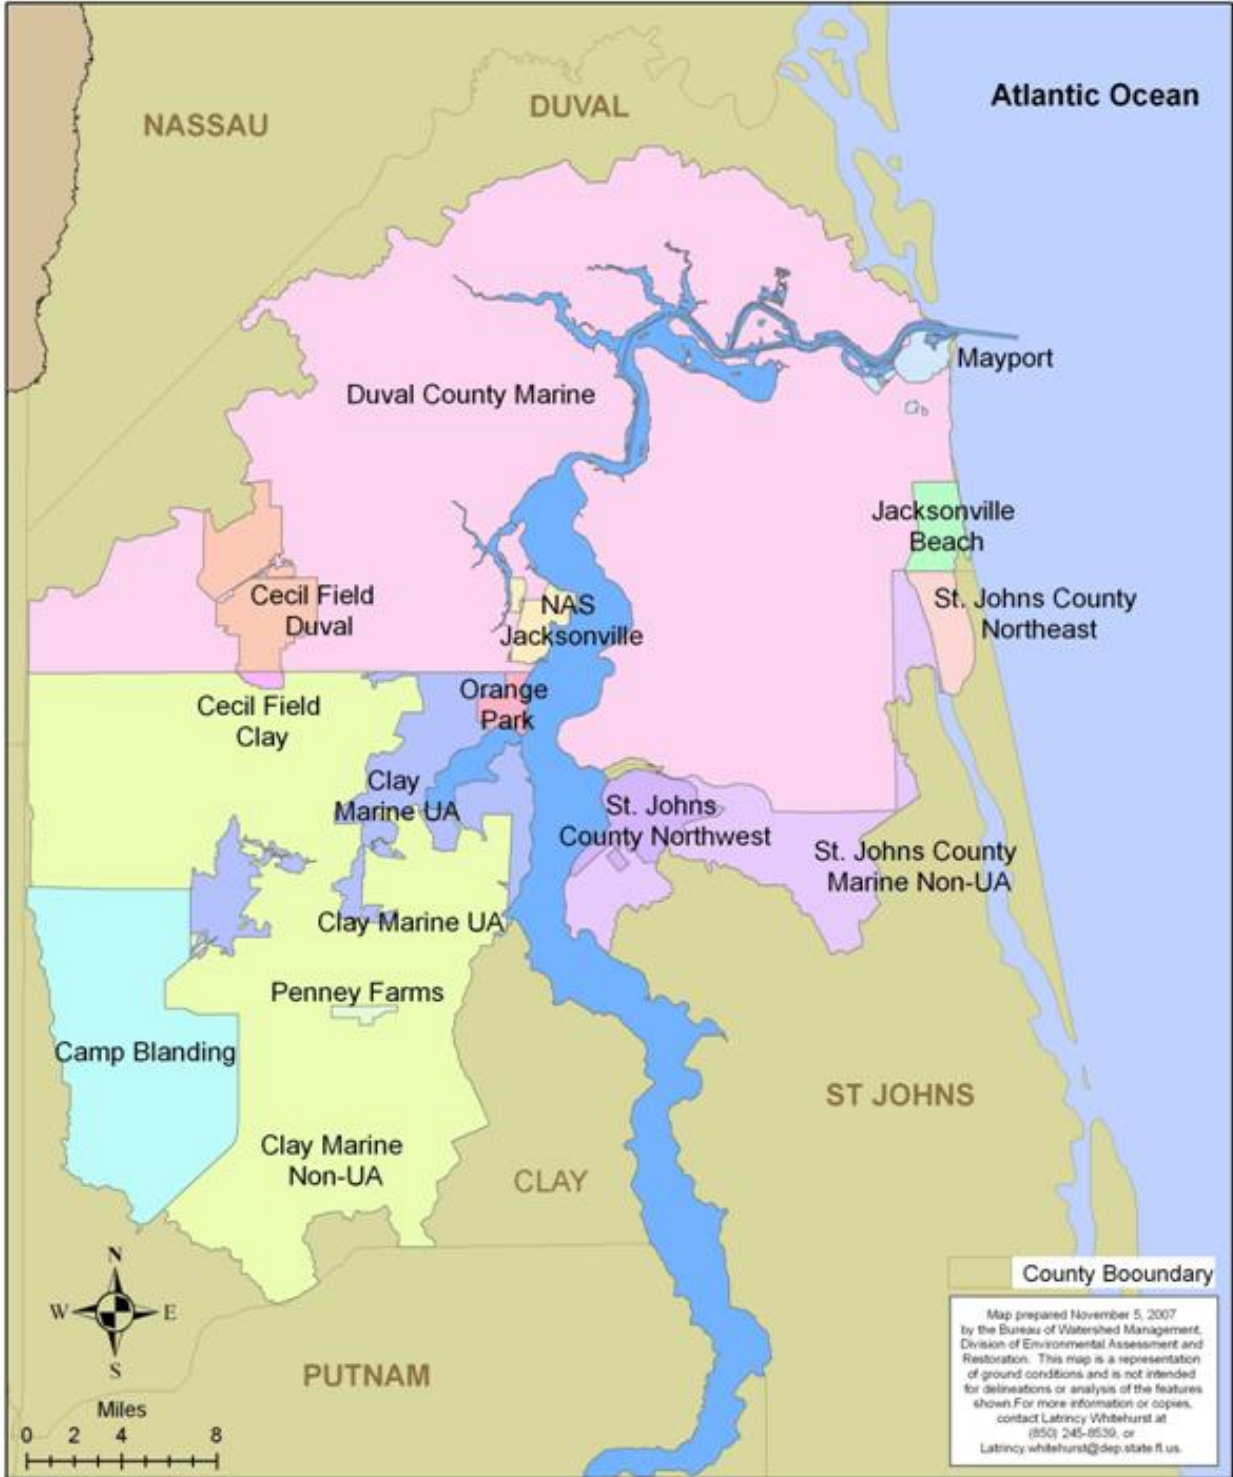 Atlantic Ocean
DUVAL
NASSAU
Mayport
Duval County Marine
Jacksonville
Beach
Cecil Field
Duval
NAS
Jacksonville
St. Johns County
Northeast
Orange
Park
Cecil Field
Clay
Clay
Marine UA
St. Johns
County Northwest
St. Johns County
Marine Non-UA
Clay Marine UA
Penney Farms
Camp Blanding
ST JOHNS
Clay Marine
Non-UA
CLAY
N
W
E
S
PUTNAM
Miles
0 2 4 8
County Booundary
Map prepared November 5, 2007
by the Bureau of Watershed Management,
Division of Environmental Assessment and
Restoration. This map is a representation
of ground conditions and is not intended
for delineations or analysis of the features
shown.For more information or copies,
contact Latrincy Whitehurst at
(850) 245-8539, or
Latrincy.whitehurst@dep.state.fl.us.